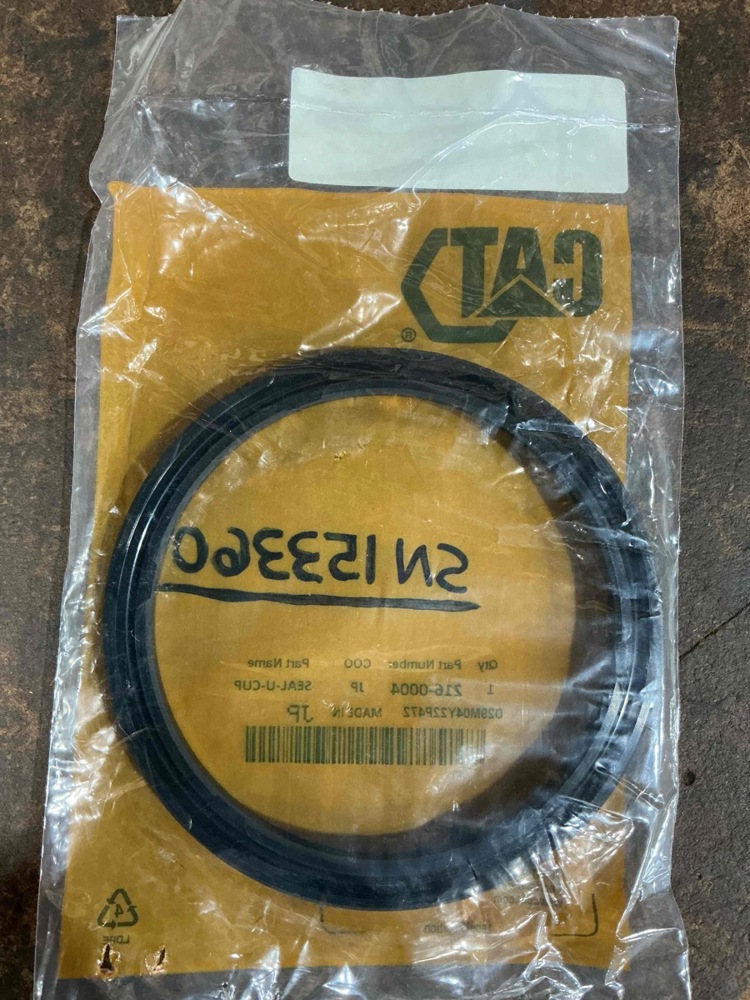 CAT
®
SN 153360
Qty Part Number COO Part Name
1 216-0004 JP SEAL-U-CUP
D29M04Y22P47Z MADE IN JP
4
LDPE